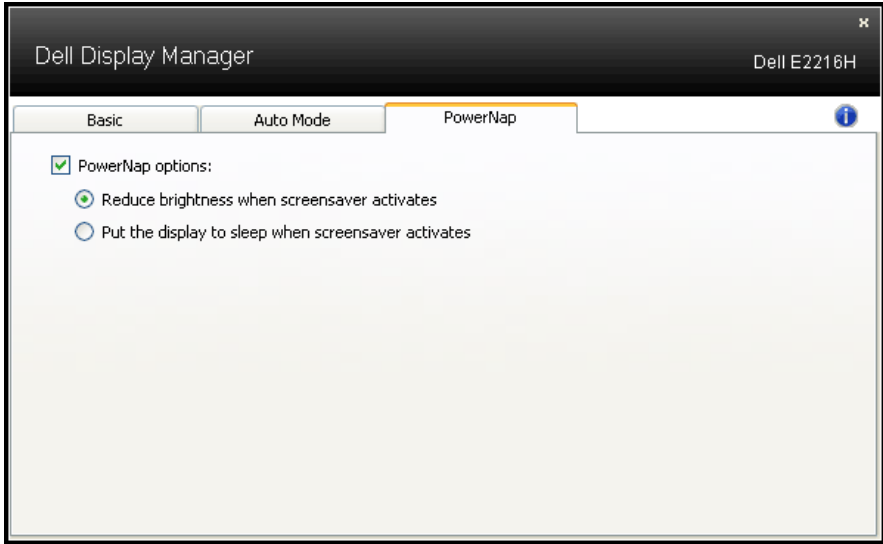 Dell Display Manager
Dell E2216H
Basic
Auto Mode
PowerNap
PowerNap options:
Reduce brightness when screensaver activates
Put the display to sleep when screensaver activates